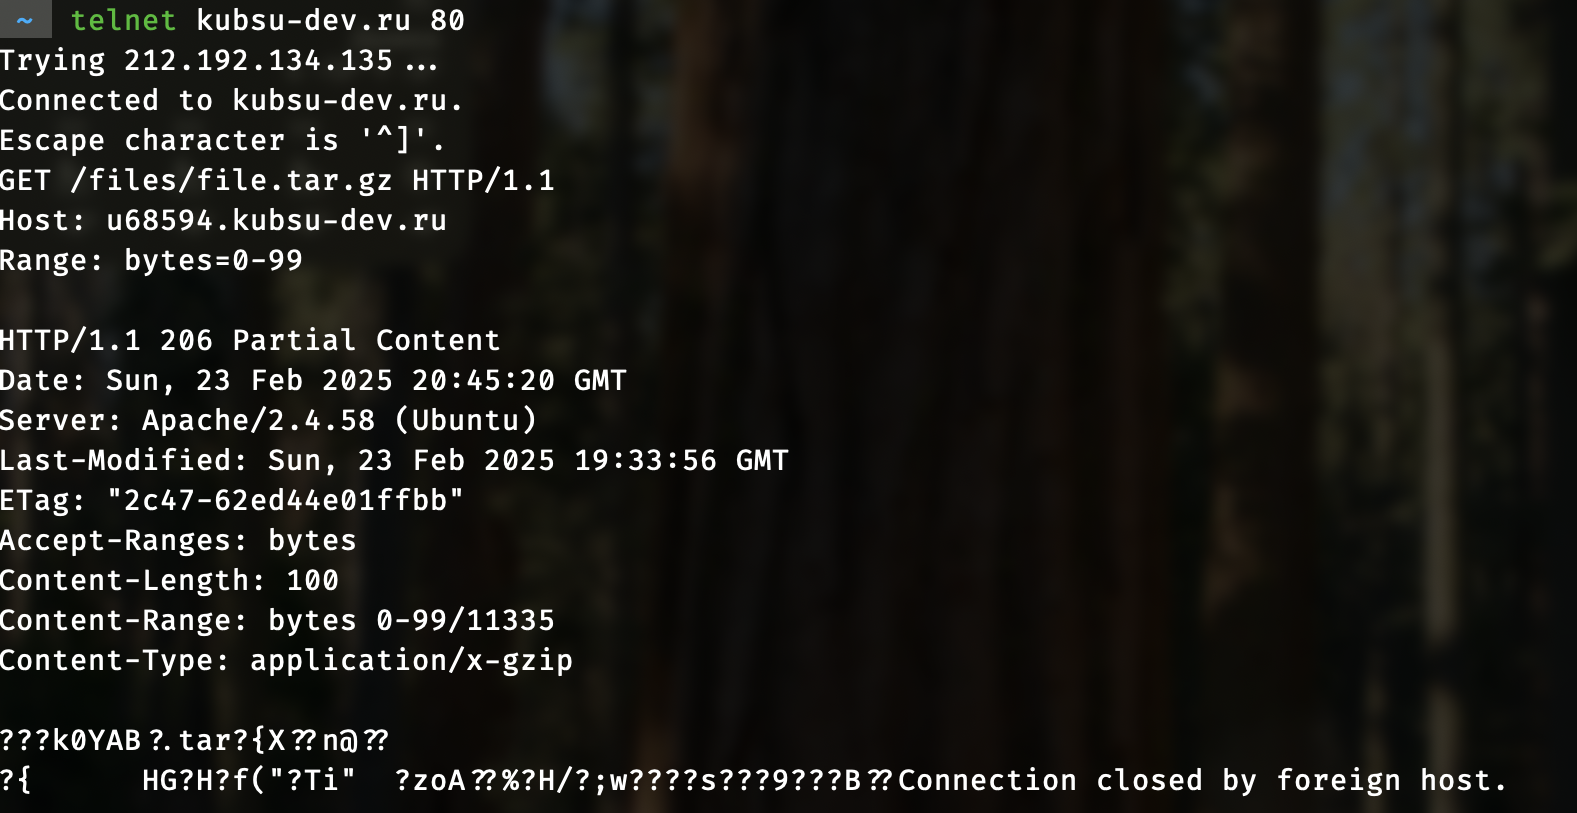 ~ telnet kubsu-dev.ru 80
Trying 212.192.134.135...
Connected to kubsu-dev.ru.
Escape character is '^]'.
GET /files/file.tar.gz HTTP/1.1
Host: u68594.kubsu-dev.ru
Range: bytes=0-99

HTTP/1.1 206 Partial Content
Date: Sun, 23 Feb 2025 20:45:20 GMT
Server: Apache/2.4.58 (Ubuntu)
Last-Modified: Sun, 23 Feb 2025 19:33:56 GMT
ETag: "2c47-62ed44e01ffbb"
Accept-Ranges: bytes
Content-Length: 100
Content-Range: bytes 0-99/11335
Content-Type: application/x-gzip

???k0YAB?.tar?{X??n@??
?{      HG?H?f("?Ti"  ?zoA??%?H/?;w????s???9???B??Connection closed by foreign host.